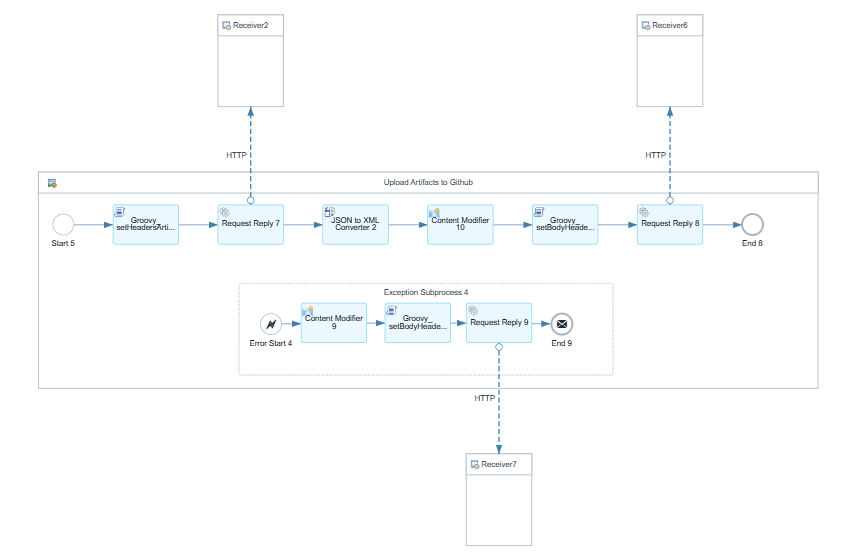 Receiver2
Receiver6
HTTP
HTTP
Upload Artifacts to Github
Start 5
Groovy_
setHeadersArti...
Request Reply 7
JSON to XML
Converter 2
Content Modifier
10
Groovy_
setBodyHeade...
Request Reply 8
End 8
Exception Subprocess 4
Error Start 4
Content Modifier
9
Groovy_
setBodyHeade...
Request Reply 9
End 9
HTTP
Receiver7